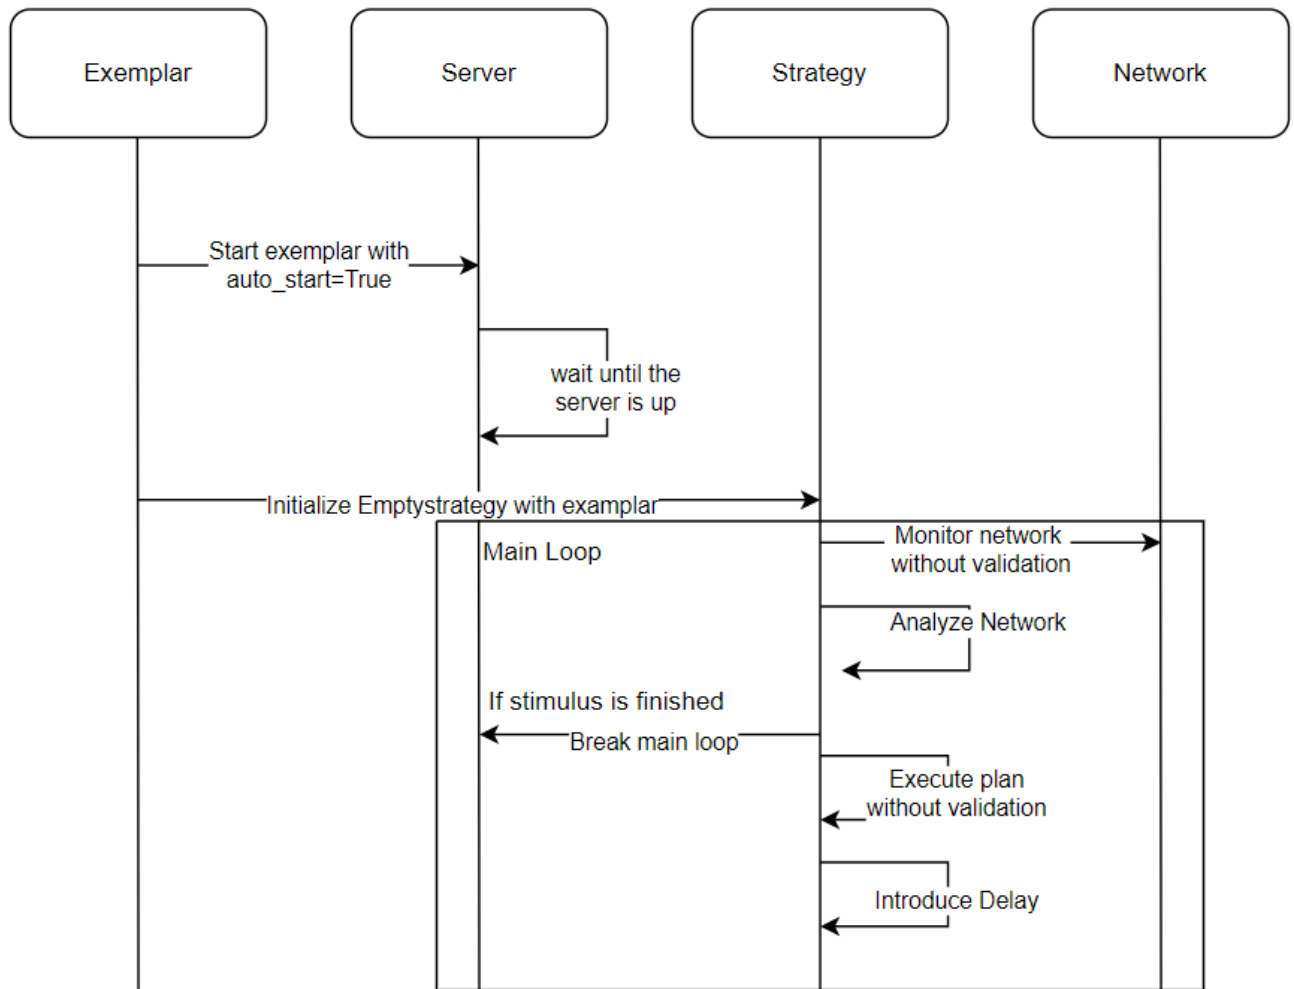 Exemplar
Server
Strategy
Network
Start exemplar with
auto_start=True
wait until the
server is up
Initialize Emptystrategy with examplar
Main Loop
Monitor network
without validation
Analyze Network
If stimulus is finished
Break main loop
Execute plan
without validation
Introduce Delay